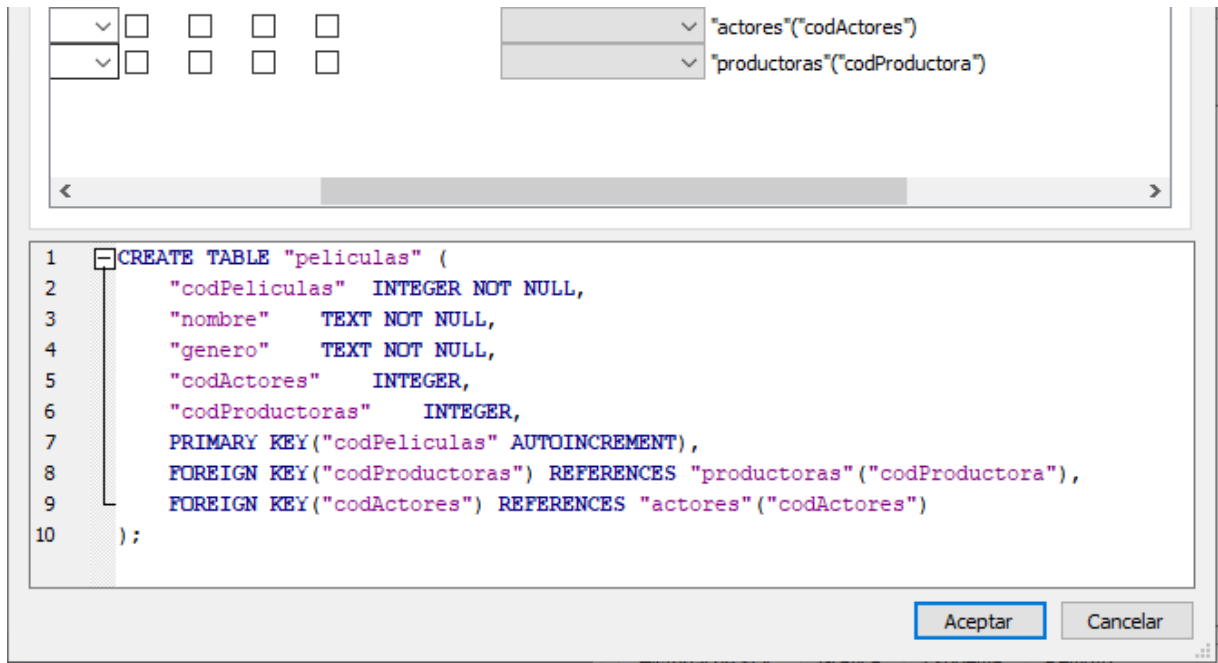 "actores"("codActores")
"productoras"("codProductora")
1 CREATE TABLE "peliculas" (
2 "codPeliculas" INTEGER NOT NULL,
3 "nombre" TEXT NOT NULL,
4 "genero" TEXT NOT NULL,
5 "codActores" INTEGER,
6 "codProductoras" INTEGER,
7 PRIMARY KEY("codPeliculas" AUTOINCREMENT),
8 FOREIGN KEY("codProductoras") REFERENCES "productoras"("codProductora"),
9 FOREIGN KEY("codActores") REFERENCES "actores"("codActores")
10 );
Aceptar Cancelar